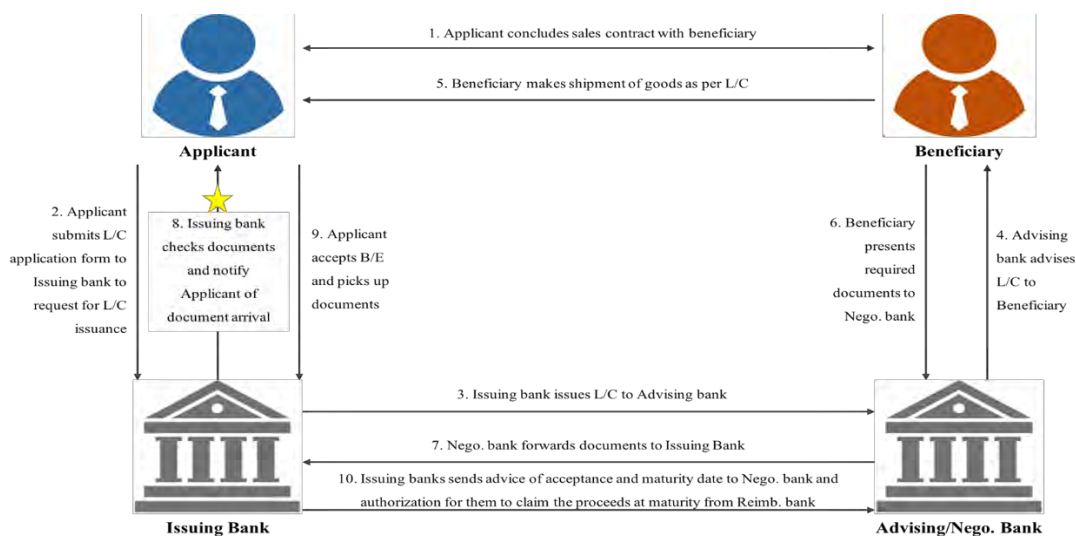 1. Applicant concludes sales contract with beneficiary
5. Beneficiary makes shipment of goods as per L/C
Applicant
Beneficiary
2. Applicant
submits L/C
application form to
Issuing bank to
request for L/C
issuance
8. Issuing bank
checks documents
and notify
Applicant of
document arrival
9. Applicant
accepts B/E
and picks up
documents
6. Beneficiary
presents
required
documents to
Nego. bank
4. Advising
bank advises
L/C to
Beneficiary
3. Issuing bank issues L/C to Advising bank
7. Nego. bank forwards documents to Issuing Bank
10. Issuing banks sends advice of acceptance and maturity date to Nego. bank and
authorization for them to claim the proceeds at maturity from Reimb. bank
Issuing Bank
Advising/Nego. Bank